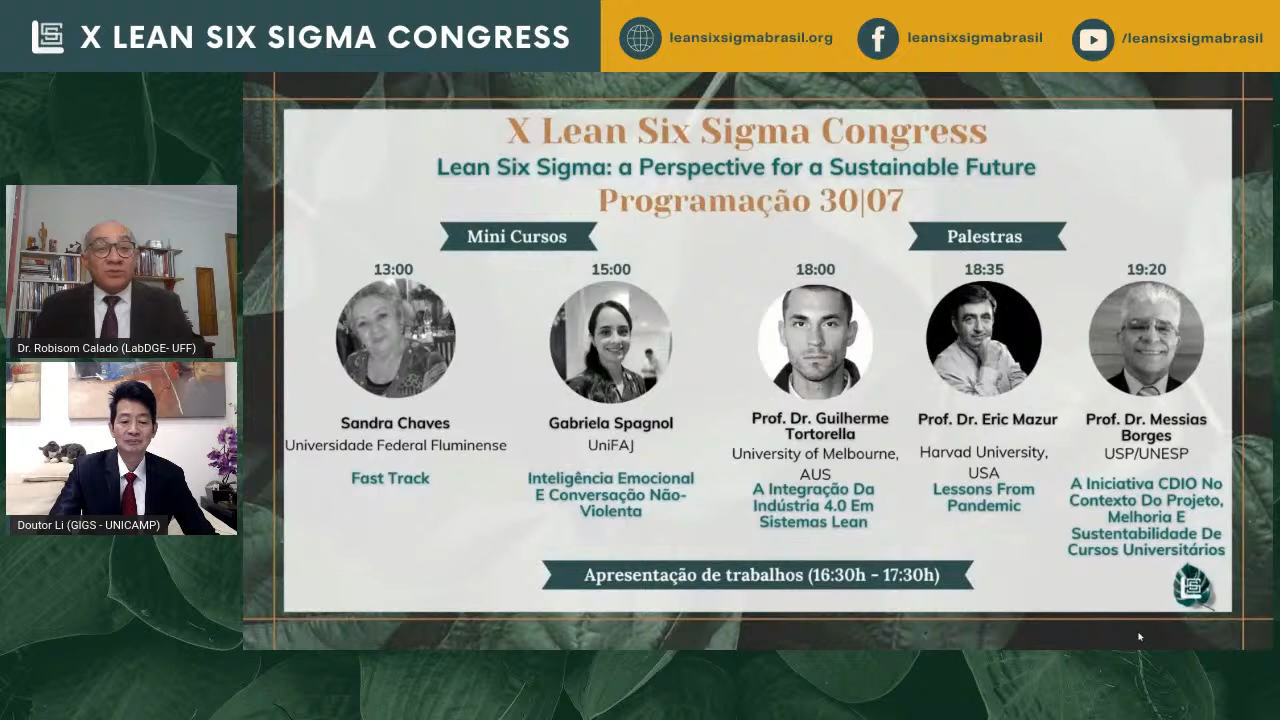 X LEAN SIX SIGMA CONGRESS
leansixsigmabrasil.org
leansixsigmabrasil
/leansixsigmabrasil
X Lean Six Sigma Congress
Lean Six Sigma: a Perspective for a Sustainable Future
Programação 30|07
Mini Cursos
Palestras
13:00
Sandra Chaves
Universidade Federal Fluminense
Fast Track
15:00
Gabriela Spagnol
UniFAJ
Inteligência Emocional
E Conversação Não-
Violenta
18:00
Prof. Dr. Guilherme
Tortorella
University of Melbourne,
AUS
A Integração Da
Indústria 4.0 Em
Sistemas Lean
18:35
Prof. Dr. Eric Mazur
Harvad University,
USA
Lessons From
Pandemic
19:20
Prof. Dr. Messias
Borges
USP/UNESP
A Iniciativa CDIO No
Contexto Do Projeto,
Melhoria E
Sustentabilidade De
Cursos Universitários
Apresentação de trabalhos (16:30h - 17:30h)
Dr. Robisom Calado (LabDGE- UFF)
Doutor Li (GIGS - UNICAMP)